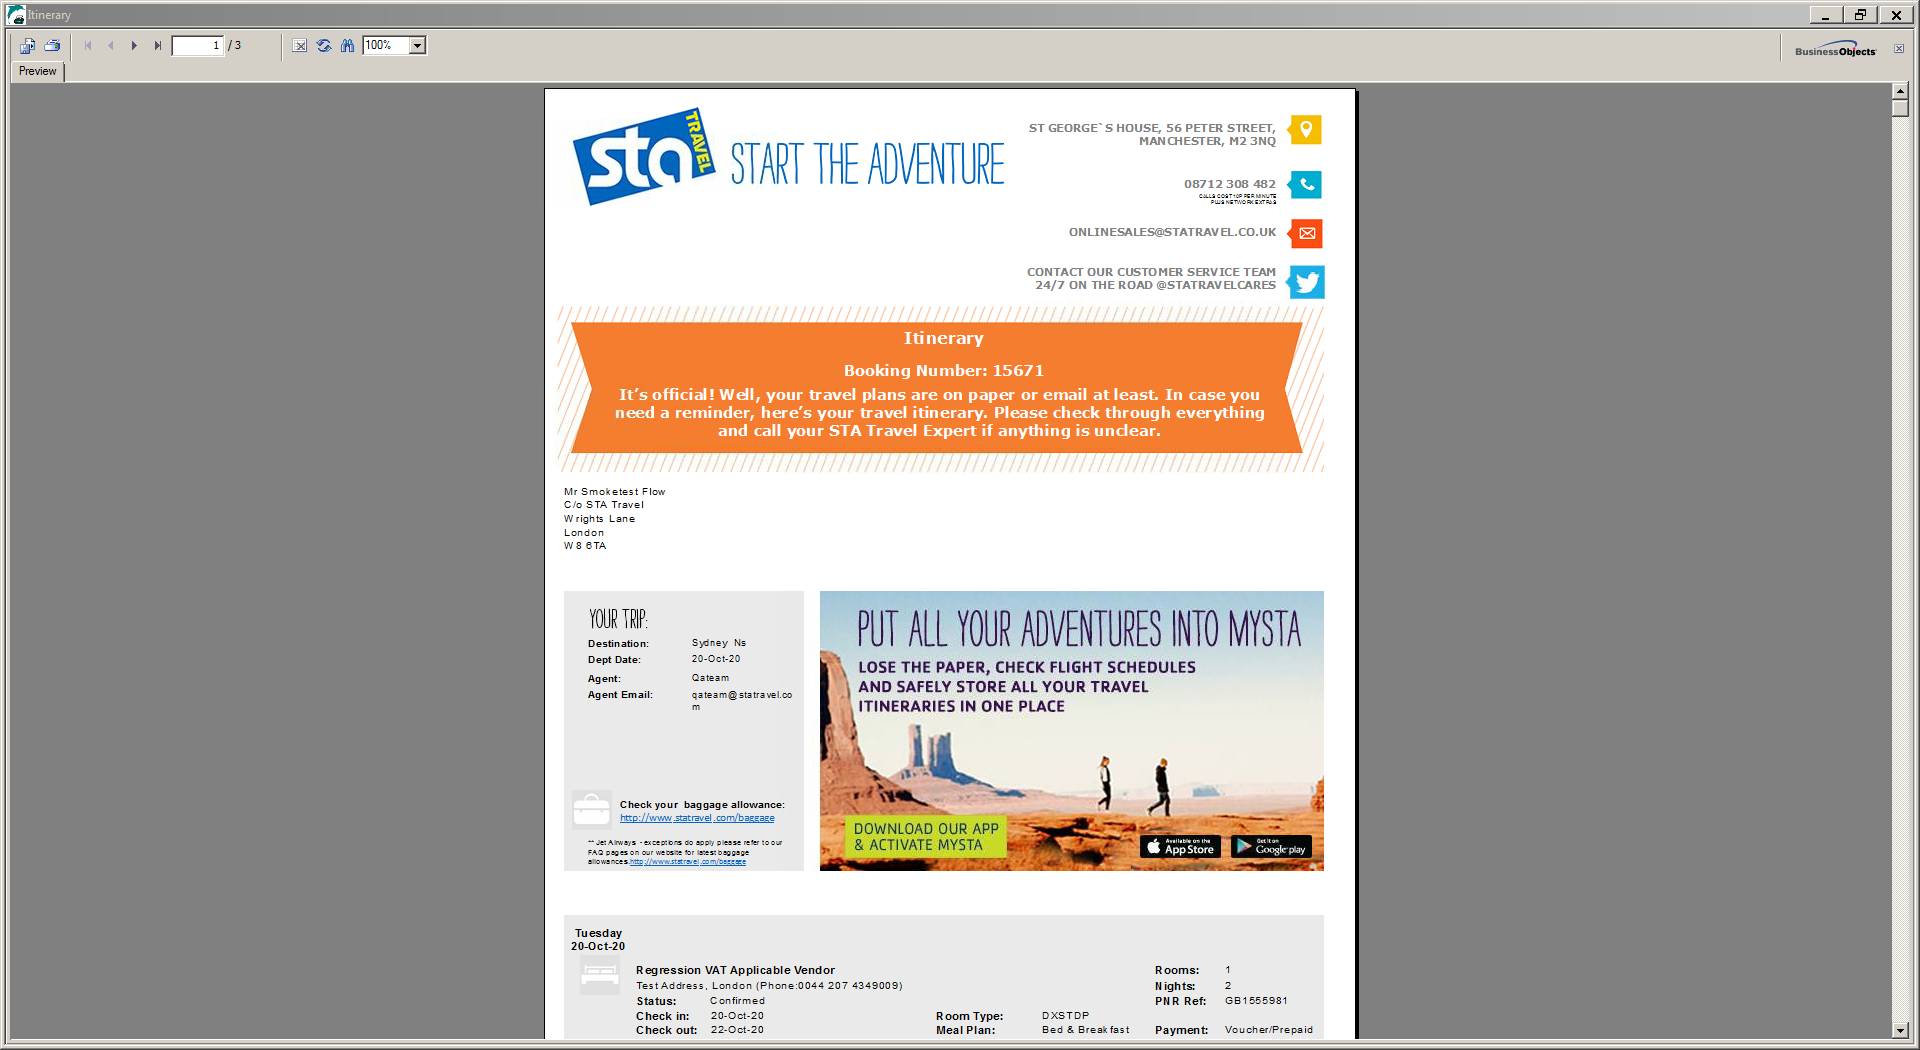 Itinerary
1 / 3
100%
BusinessObjects
Preview
sta TRAVEL
START THE ADVENTURE
ST GEORGE`S HOUSE, 56 PETER STREET,
MANCHESTER, M2 3NQ
08712 308 482
CALLS COST 10P PER MINUTE
PLUS NETWORK EXTRAS
ONLINESALES@STATRAVEL.CO.UK
CONTACT OUR CUSTOMER SERVICE TEAM
24/7 ON THE ROAD @STATRAVELCARES
Itinerary
Booking Number: 15671
It’s official! Well, your travel plans are on paper or email at least. In case you
need a reminder, here’s your travel itinerary. Please check through everything
and call your STA Travel Expert if anything is unclear.
Mr Smoketest Flow
C/o STA Travel
Wrights Lane
London
W8 6TA
YOUR TRIP:
Destination: Sydney Ns
Dept Date: 20-Oct-20
Agent: Qateam
Agent Email: qateam@statravel.co
m
Check your baggage allowance:
http://www.statravel.com/baggage
** Jet Airways - exceptions do apply please refer to our
FAQ pages on our website for latest baggage
allowances.http://www.statravel.com/baggage
PUT ALL YOUR ADVENTURES INTO MYSTA
LOSE THE PAPER, CHECK FLIGHT SCHEDULES
AND SAFELY STORE ALL YOUR TRAVEL
ITINERARIES IN ONE PLACE
DOWNLOAD OUR APP
& ACTIVATE MYSTA
Available on the
App Store
Get it on
Google play
Tuesday
20-Oct-20
Regression VAT Applicable Vendor Rooms: 1
Test Address, London (Phone:0044 207 4349009) Nights: 2
Status: Confirmed PNR Ref: GB1555981
Check in: 20-Oct-20 Room Type: DXSTDP
Check out: 22-Oct-20 Meal Plan: Bed & Breakfast Payment: Voucher/Prepaid